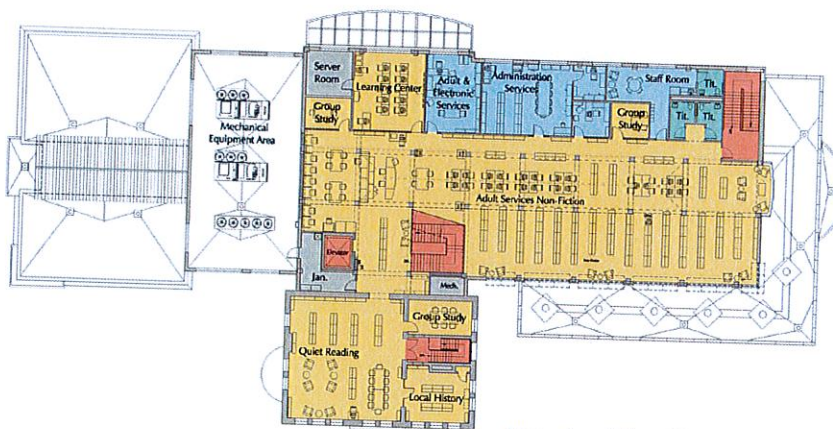 Server
Room
Learning Center
Group
Study
Adult &
Electronic
Services
Administration
Services
Staff Room
Tlt.
Tlt.
Tlt.
Group
Study
Mechanical
Equipment Area
Adult Services Non-Fiction
Elevator
Jan.
Mech.
Group Study
Quiet Reading
Local History